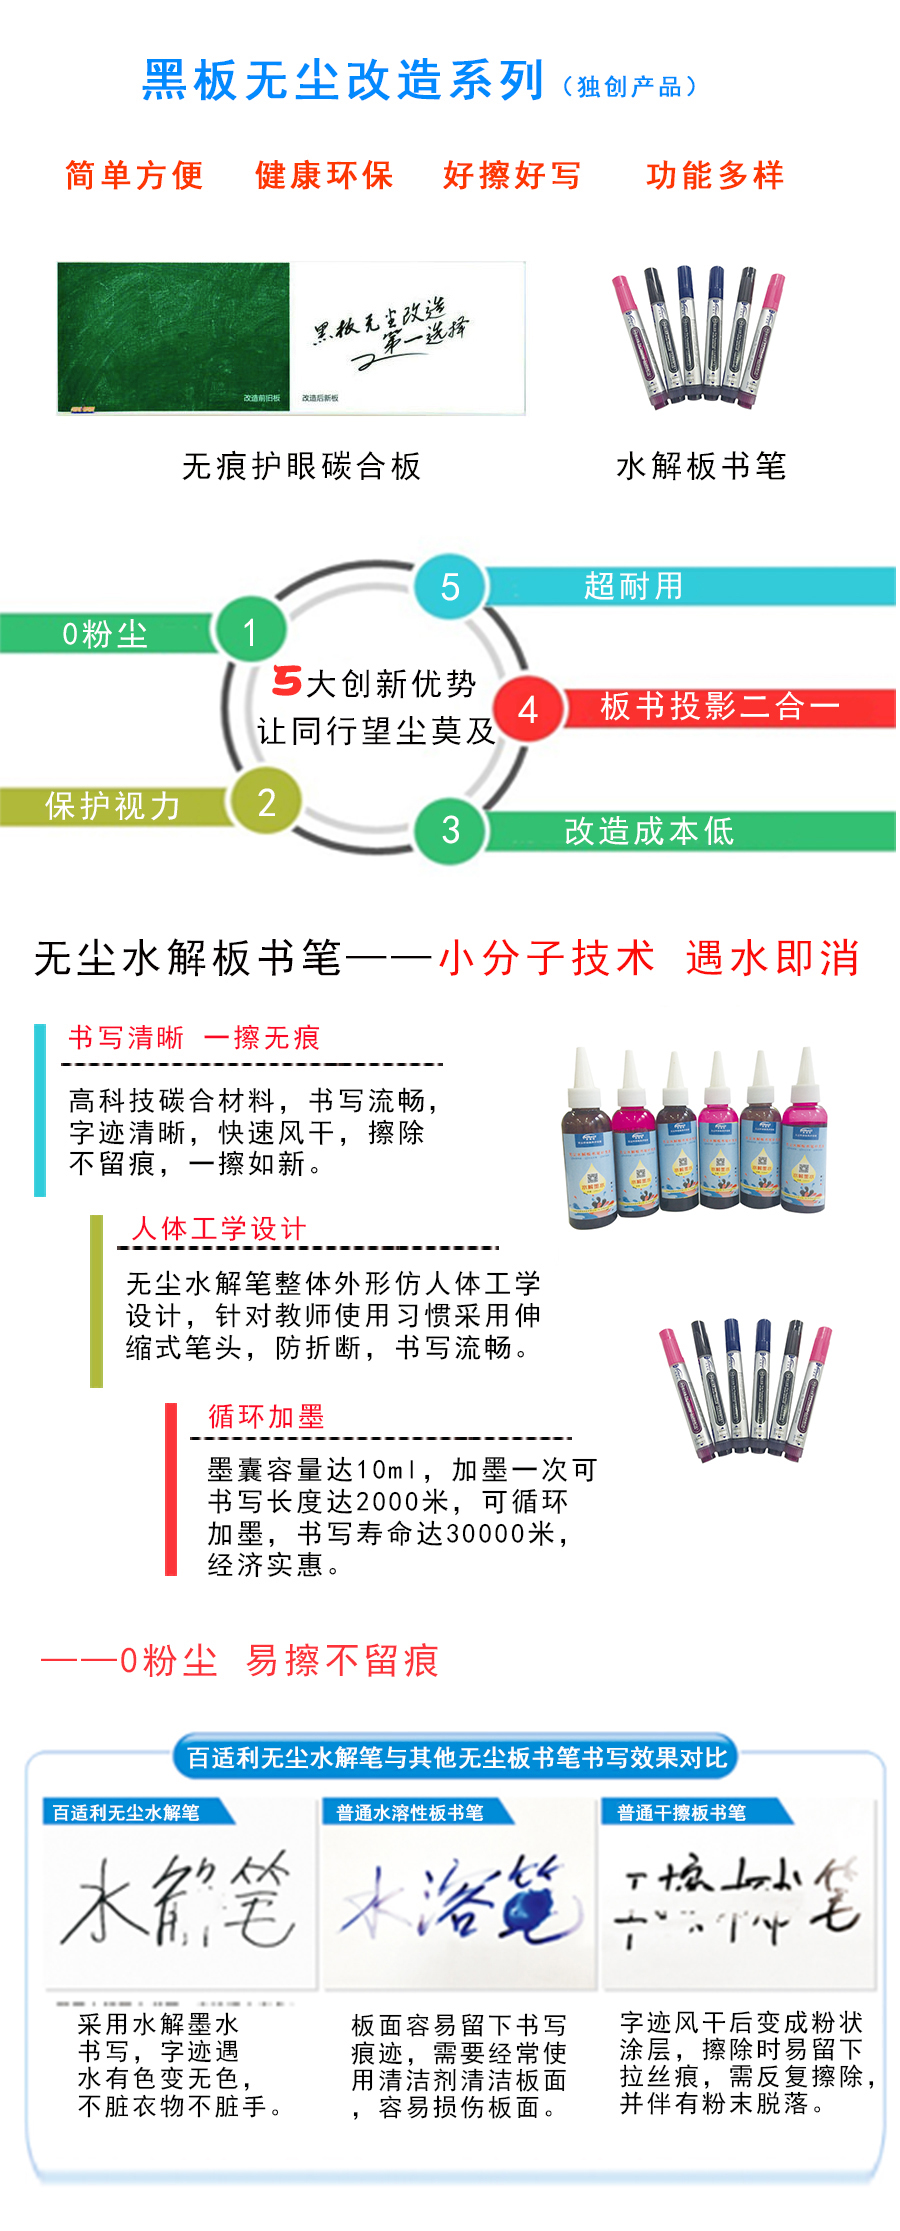 黑板无尘改造系列（独创产品）
简单方便 健康环保 好擦好写 功能多样
黑板无尘改造
第一选择
改造前旧板 改造后新板
无痕护眼碳合板 水解板书笔
5 超耐用
0粉尘 1
5大创新优势
4 板书投影二合一
让同行望尘莫及
保护视力 2
3 改造成本低
无尘水解板书笔——小分子技术 遇水即消
书写清晰 一擦无痕
高科技碳合材料，书写流畅，
字迹清晰，快速风干，擦除
不留痕，一擦如新。
人体工学设计
无尘水解笔整体外形仿人体工学
设计，针对教师使用习惯采用伸
缩式笔头，防折断，书写流畅。
循环加墨
墨囊容量达10ml，加墨一次可
书写长度达2000米，可循环
加墨，书写寿命达30000米，
经济实惠。
——0粉尘 易擦不留痕
百适利无尘水解笔与其他无尘板书笔书写效果对比
百适利无尘水解笔
水解笔
采用水解墨水
书写，字迹遇
水有色变无色，
不脏衣物不脏手。
普通水溶性板书笔
水溶笔
板面容易留下书写
痕迹，需要经常使
用清洁剂清洁板面
，容易损伤板面。
普通干擦板书笔
笔
字迹风干后变成粉状
涂层，擦除时易留下
拉丝痕，需反复擦除，
并伴有粉末脱落。